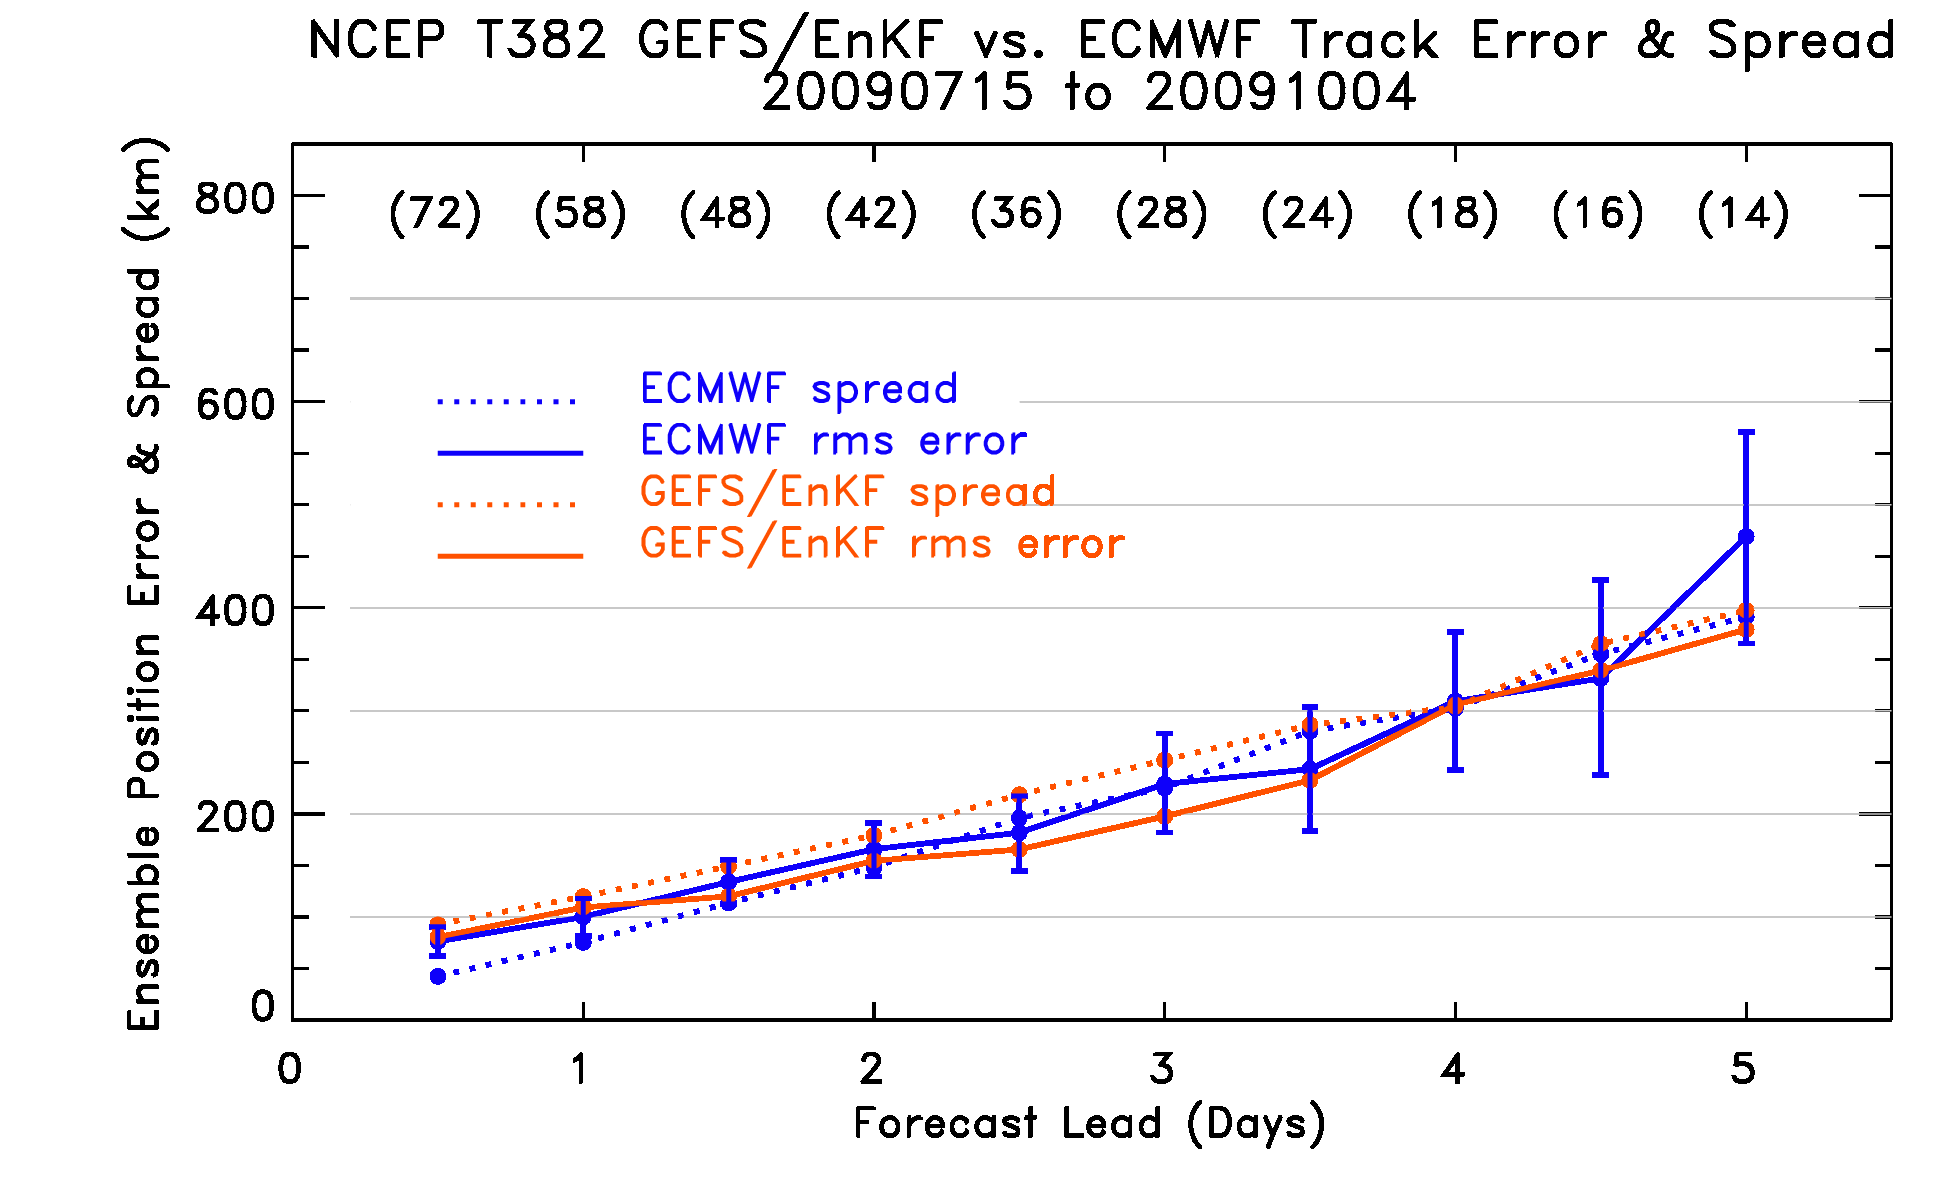 NCEP T382 GEFS/EnKF vs. ECMWF Track Error & Spread
20090715 to 20091004
Ensemble Position Error & Spread (km)
800
(72) (58) (48) (42) (36) (28) (24) (18) (16) (14)
600
ECMWF spread
ECMWF rms error
GEFS/EnKF spread
GEFS/EnKF rms error
400
200
0
0 1 2 3 4 5
Forecast Lead (Days)